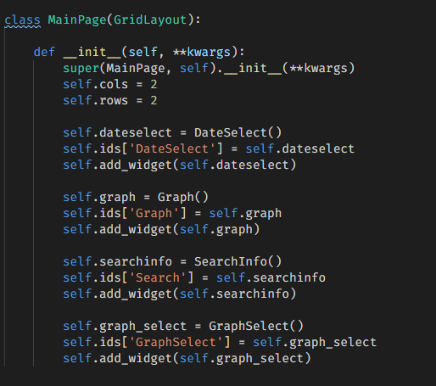 class MainPage(GridLayout):
def __init__(self, **kwargs):
super(MainPage, self).__init__(**kwargs)
self.cols = 2
self.rows = 2
self.dateselect = DateSelect()
self.ids['DateSelect'] = self.dateselect
self.add_widget(self.dateselect)
self.graph = Graph()
self.ids['Graph'] = self.graph
self.add_widget(self.graph)
self.searchinfo = SearchInfo()
self.ids['Search'] = self.searchinfo
self.add_widget(self.searchinfo)
self.graph_select = GraphSelect()
self.ids['GraphSelect'] = self.graph_select
self.add_widget(self.graph_select)